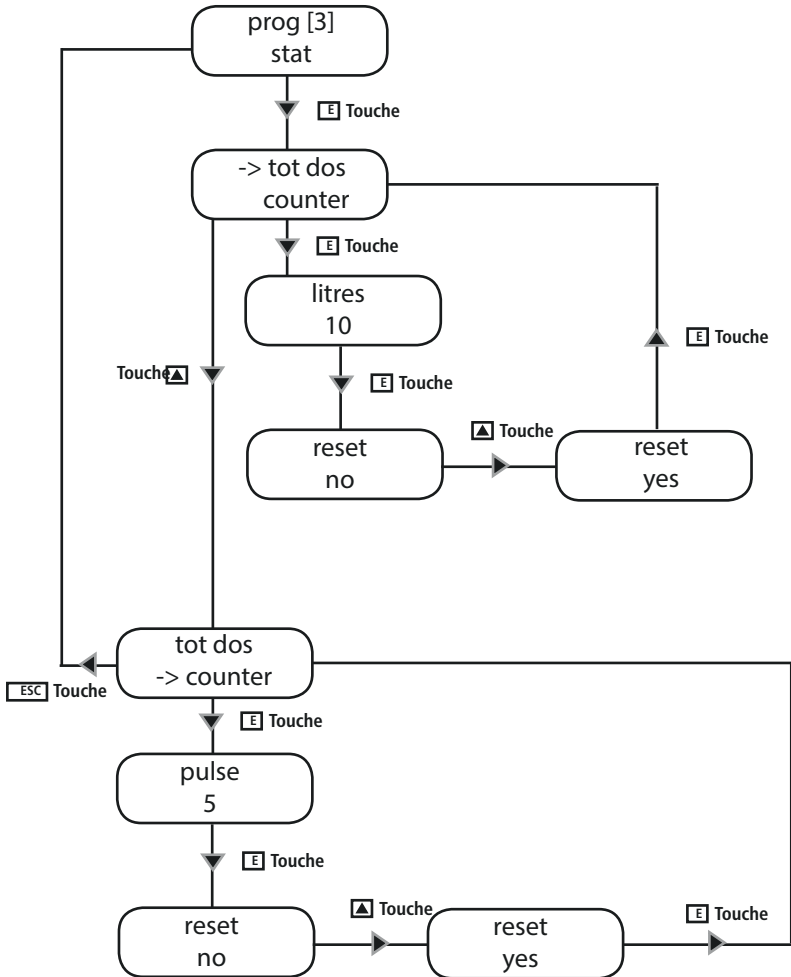 prog [3]
stat
E Touche
-> tot dos
counter
E Touche
litres
10
E Touche
Touche
E Touche
Touche
reset
no
reset
yes
tot dos
-> counter
ESC Touche
E Touche
pulse
5
E Touche
Touche
E Touche
reset
no
reset
yes